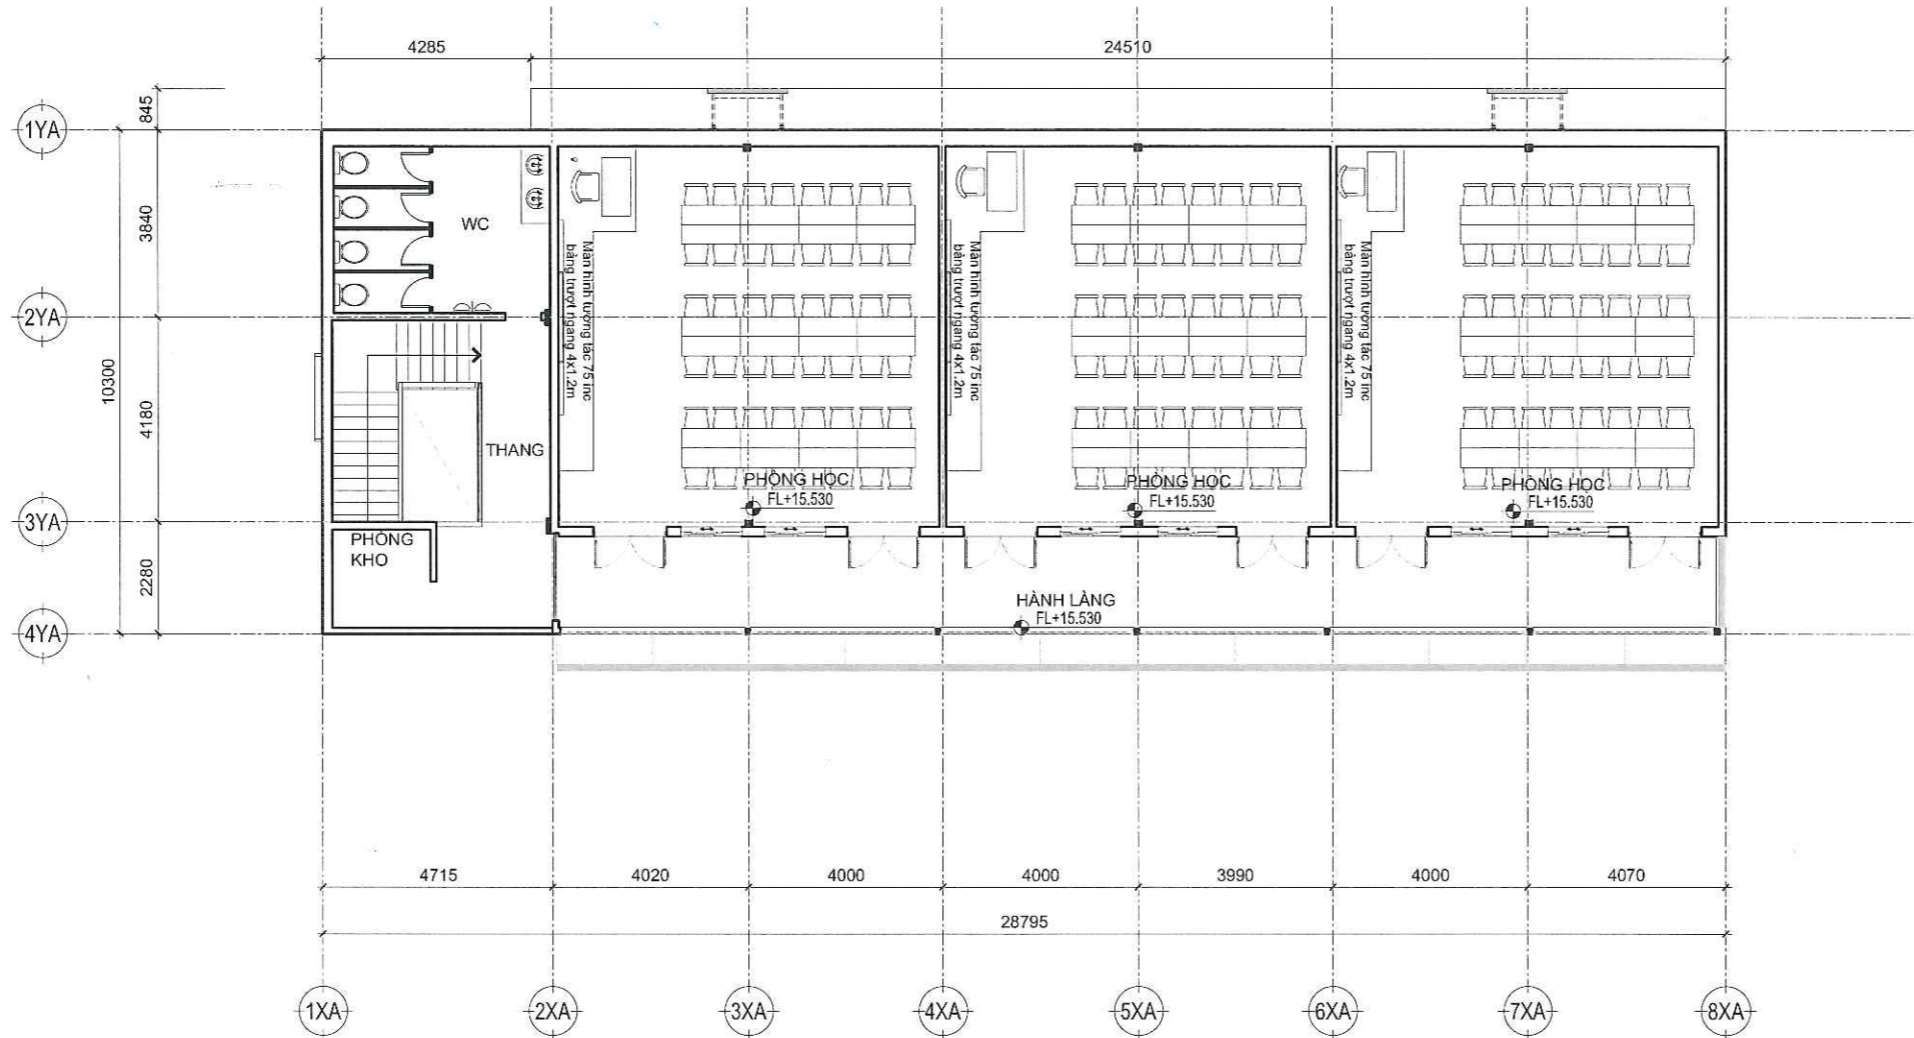 4285
24510
845
1YA
3840
WC
2YA
10300
4180
THANG
3YA
PHÒNG
KHO
2280
4YA
Màn hình tương tác 75 inc
bảng trượt ngang 4x1.2m
PHÒNG HỌC
FL+15.530
Màn hình tương tác 75 inc
bảng trượt ngang 4x1.2m
PHÒNG HỌC
FL+15.530
Màn hình tương tác 75 inc
bảng trượt ngang 4x1.2m
PHÒNG HỌC
FL+15.530
HÀNH LÀNG
FL+15.530
4715
4020
4000
4000
3990
4000
4070
28795
1XA
2XA
3XA
4XA
5XA
6XA
7XA
8XA